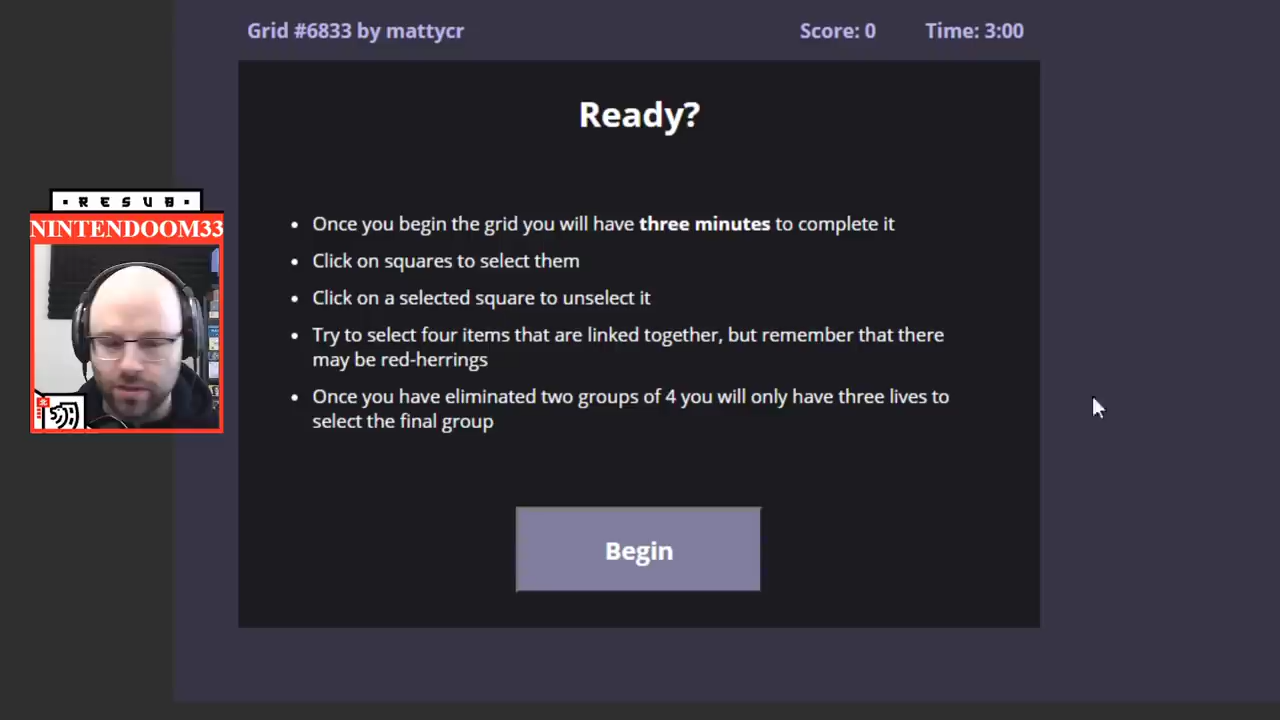 Grid #6833 by mattycr
Score: 0
Time: 3:00
Ready?
• RESUB •
NINTENDOOM33
• Once you begin the grid you will have three minutes to complete it
• Click on squares to select them
• Click on a selected square to unselect it
• Try to select four items that are linked together, but remember that there
may be red-herrings
• Once you have eliminated two groups of 4 you will only have three lives to
select the final group
Begin